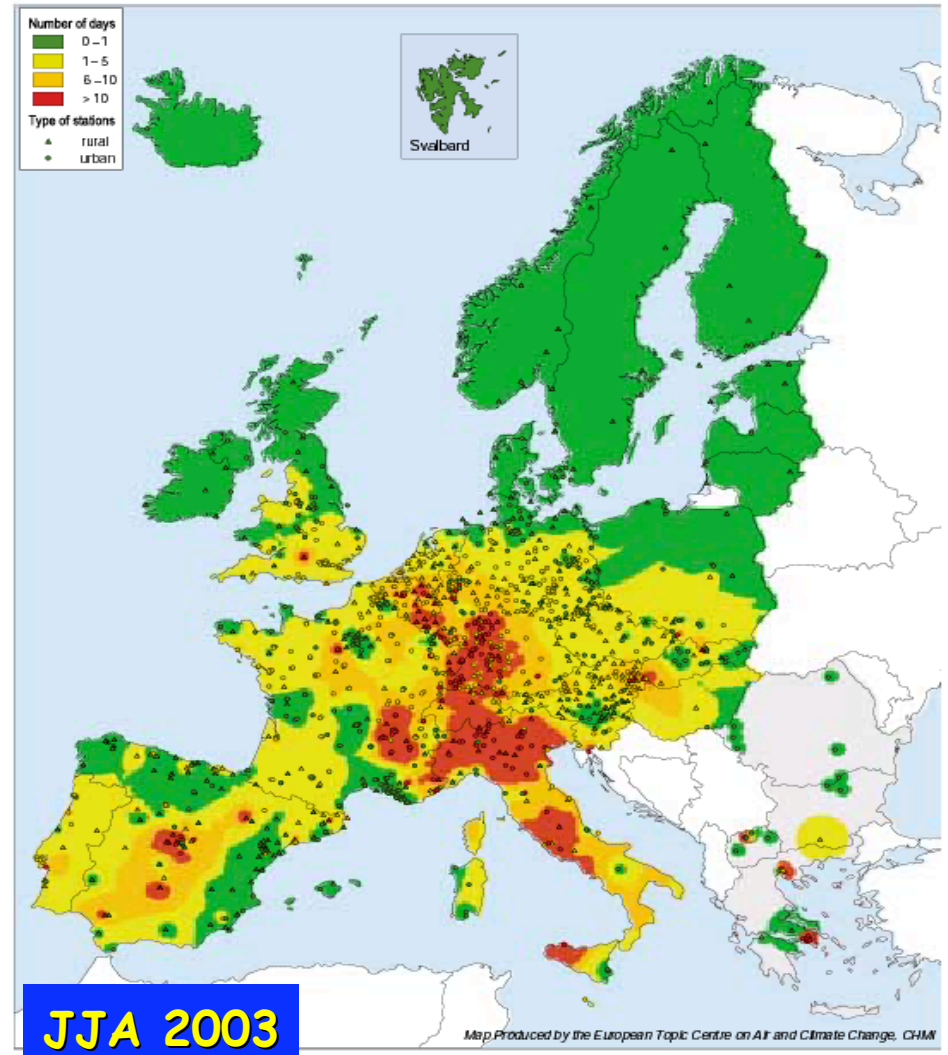 Number of days
0–1
1–5
6–10
> 10
Type of stations
rural
urban
Svalbard
JJA 2003
Map Produced by the European Topic Centre on Air and Climate Change, CHMI